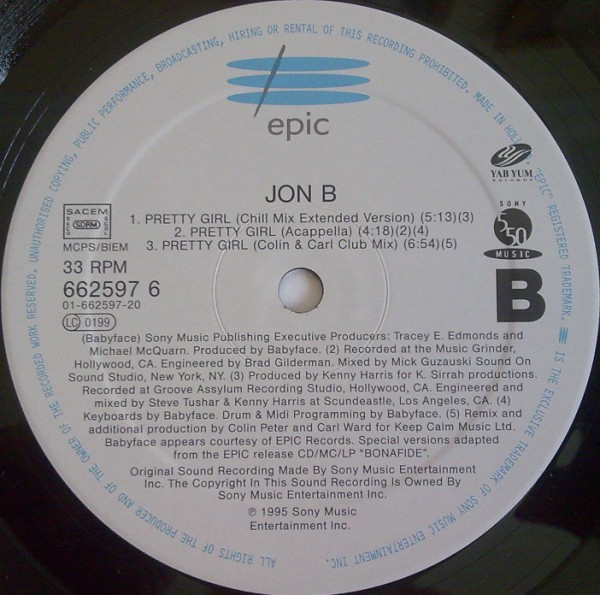 ALL RIGHTS OF THE PRODUCER AND OF THE OWNER OF THE RECORDED WORK RESERVED. UNAUTHORISED COPYING, PUBLIC PERFORMANCE, BROADCASTING, HIRING OR RENTAL OF THIS RECORDING PROHIBITED. MADE IN HOL
"EPIC" REGISTERED TRADEMARK. IS THE EXCLUSIVE TRADEMARK OF SONY MUSIC ENTERTAINMENT INC.
epic
YAB YUM
RECORDS
JON B
SACEM
SDRM
MCPS/BIEM
1. PRETTY GIRL (Chill Mix Extended Version) (5:13)(3)
2. PRETTY GIRL (Acappella) (4:18)(2)(4)
3. PRETTY GIRL (Colin & Carl Club Mix) (6:54)(5)
SONY
550
MUSIC
33 RPM
662597 6
01-662597-20
LC 0199
B
(Babyface) Sony Music Publishing Executive Producers: Tracey E. Edmonds and
Michael McQuarn. Produced by Babyface. (2) Recorded at the Music Grinder,
Hollywood, CA. Engineered by Brad Gilderman. Mixed by Mick Guzauski Sound On
Sound Studio, New York, NY. (3) Produced by Kenny Harris for K. Sirrah productions.
Recorded at Groove Assylum Recording Studio, Hollywood, CA. Engineered and
mixed by Steve Tushar & Kenny Harris at Scundeastle, Los Angeles, CA. (4)
Keyboards by Babyface. Drum & Midi Programming by Babyface. (5) Remix and
additional production by Colin Peter and Carl Ward for Keep Calm Music Ltd.
Babyface appears courtesy of EPIC Records. Special versions adapted
from the EPIC release CD/MC/LP "BONAFIDE".
Original Sound Recording Made By Sony Music Entertainment
Inc. The Copyright In This Sound Recording Is Owned By
Sony Music Entertainment Inc.
℗ 1995 Sony Music
Entertainment Inc.